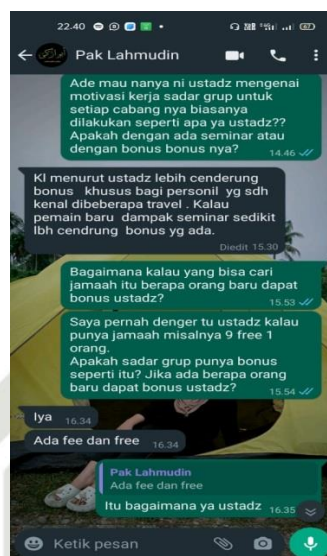 22.40
Pak Lahmudin
Ade mau nanya ni ustadz mengenai
motivasi kerja sadar grup untuk
setiap cabang nya biasanya
dilakukan seperti apa ya ustadz??
Apakah dengan ada seminar atau
dengan bonus bonus nya?
14.46
Kl menurut ustadz lebih cenderung
bonus khusus bagi personil yg sdh
kenal dibeberapa travel . Kalau
pemain baru dampak seminar sedikit
lbh cendrung bonus yg ada.
Diedit 15.30
Bagaimana kalau yang bisa cari
jamaah itu berapa orang baru dapat
bonus ustadz?
15.53
Saya pernah denger tu ustadz kalau
punya jamaah misalnya 9 free 1
orang.
Apakah sadar grup punya bonus
seperti itu? Jika ada berapa orang
baru dapat bonus ustadz?
15.54
Iya 16.34
Ada fee dan free 16.34
Pak Lahmudin
Ada fee dan free
Itu bagaimana ya ustadz 16.35
Ketik pesan